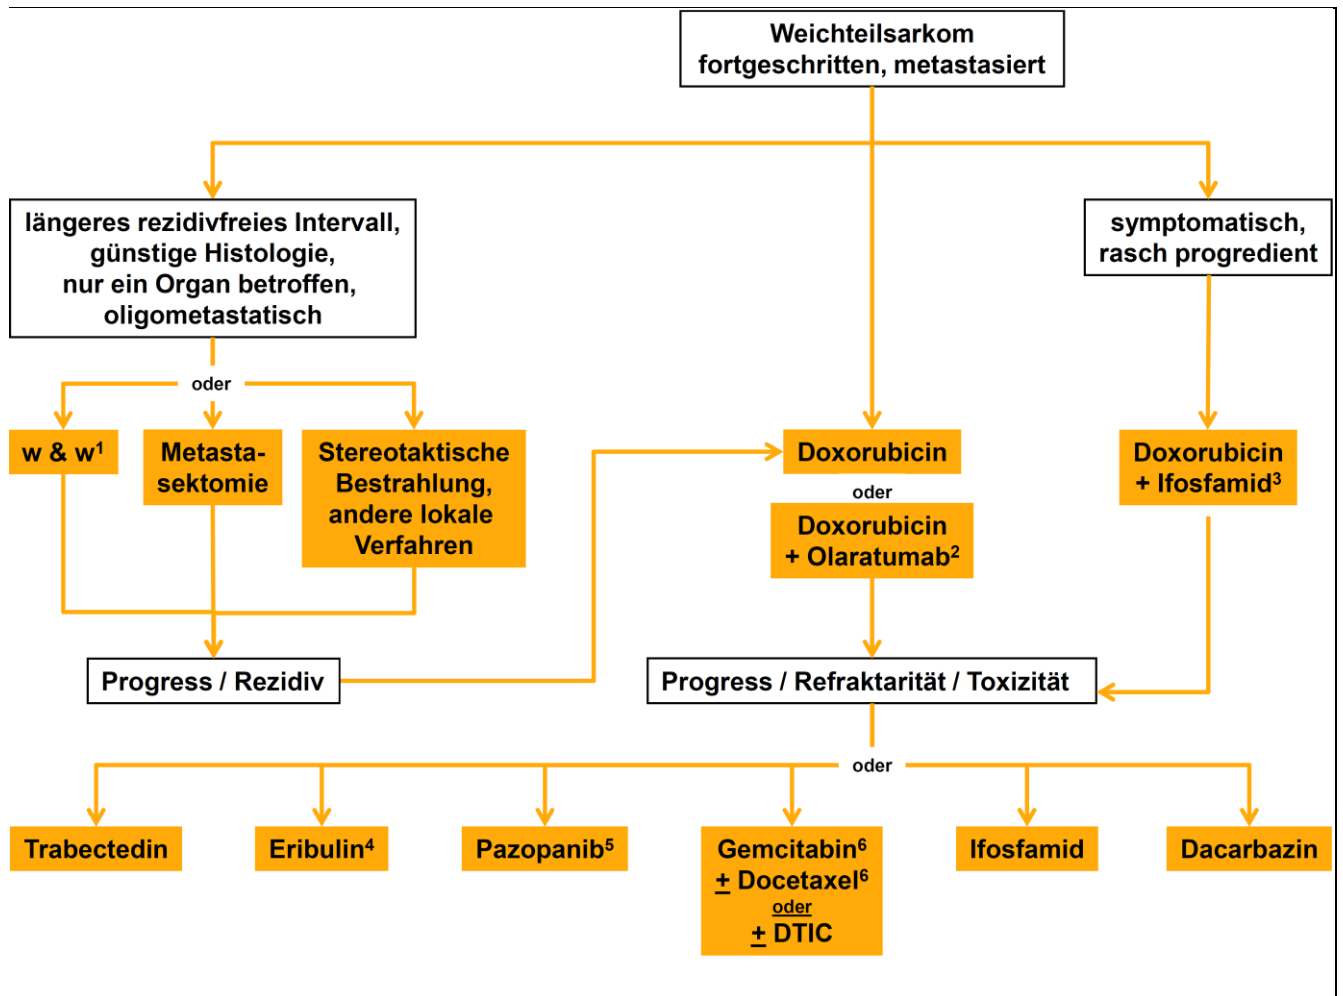 Weichteilsarkom
fortgeschritten, metastasiert
längeres rezidivfreies Intervall,
günstige Histologie,
nur ein Organ betroffen,
oligometastatisch
symptomatisch,
rasch progredient
oder
w & w¹
Metasta-
sektomie
Stereotaktische
Bestrahlung,
andere lokale
Verfahren
Doxorubicin
oder
Doxorubicin
+ Olaratumab²
Doxorubicin
+ Ifosfamid³
Progress / Rezidiv
Progress / Refraktarität / Toxizität
oder
Trabectedin
Eribulin⁴
Pazopanib⁵
Gemcitabin⁶
± Docetaxel⁶
oder
± DTIC
Ifosfamid
Dacarbazin